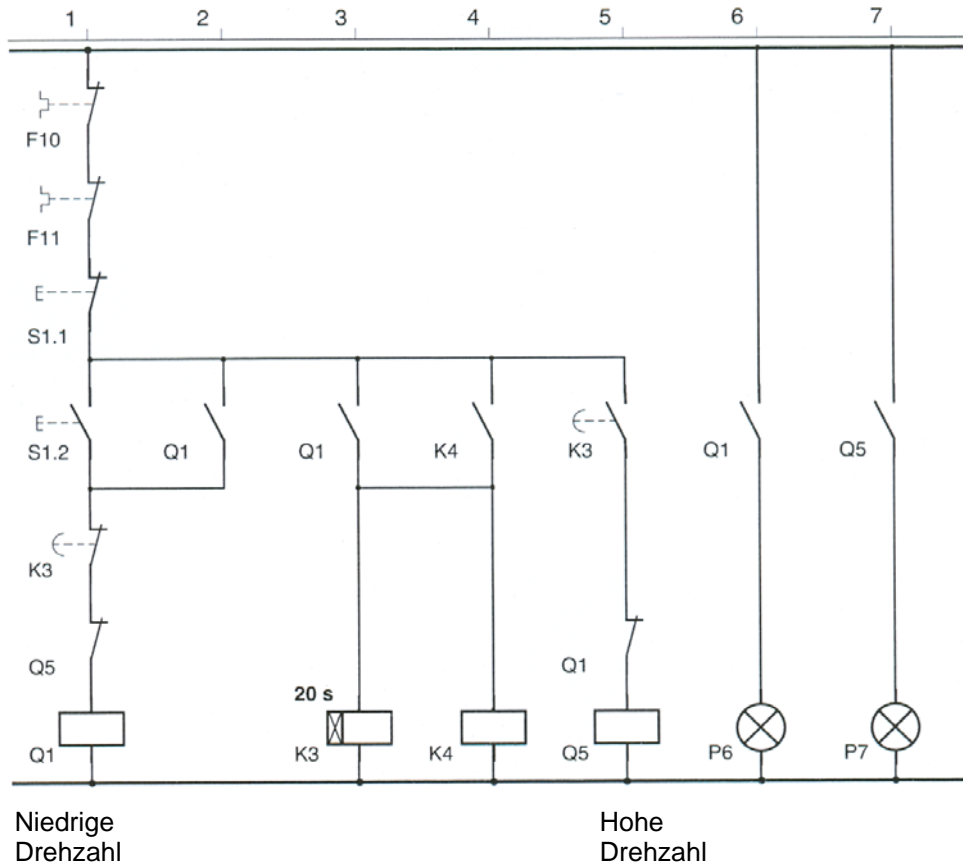 1 2 3 4 5 6 7
F10
F11
E
S1.1
E
S1.2 Q1 Q1 K4 K3 Q1 Q5
K3
Q5 Q1
20 s
Q1 K3 K4 Q5 P6 P7
Niedrige Hohe
Drehzahl Drehzahl